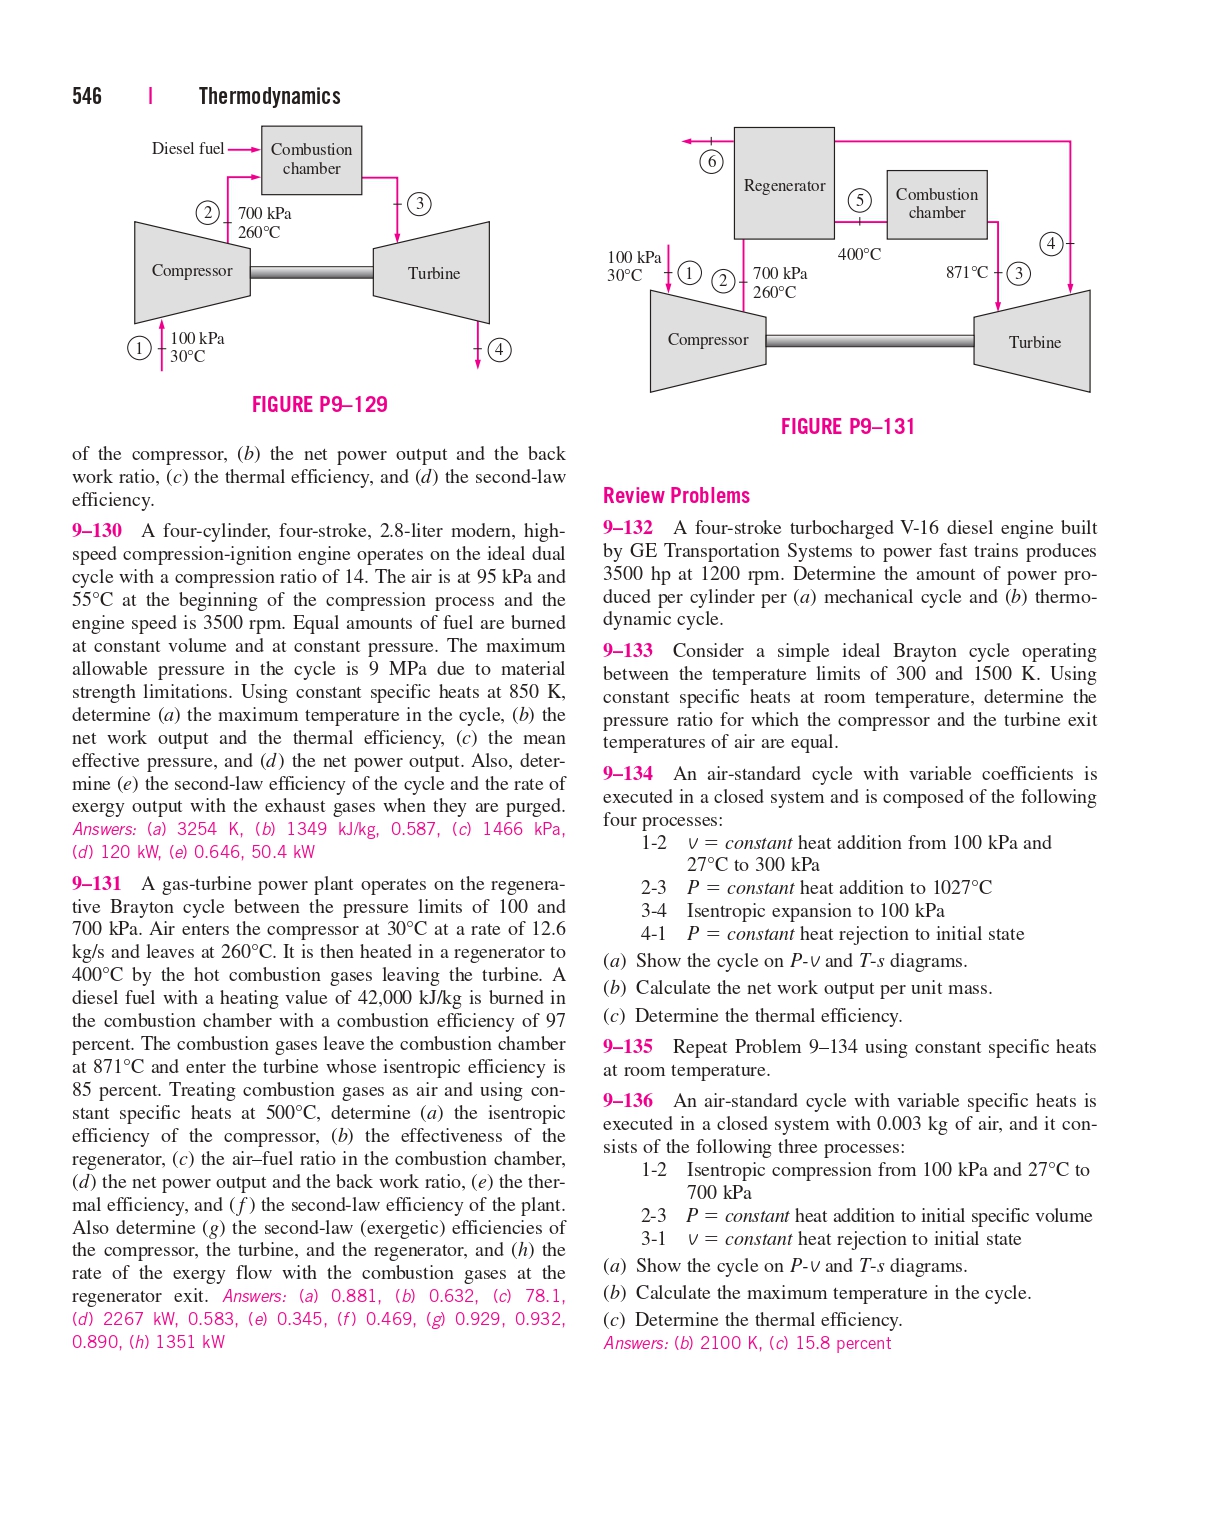 546 | Thermodynamics
Diesel fuel
Combustion
chamber
2
700 kPa
260°C
3
Compressor
Turbine
1
100 kPa
30°C
4
FIGURE P9–129
of the compressor, (b) the net power output and the back
work ratio, (c) the thermal efficiency, and (d) the second-law
efficiency.
9–130 A four-cylinder, four-stroke, 2.8-liter modern, high-
speed compression-ignition engine operates on the ideal dual
cycle with a compression ratio of 14. The air is at 95 kPa and
55°C at the beginning of the compression process and the
engine speed is 3500 rpm. Equal amounts of fuel are burned
at constant volume and at constant pressure. The maximum
allowable pressure in the cycle is 9 MPa due to material
strength limitations. Using constant specific heats at 850 K,
determine (a) the maximum temperature in the cycle, (b) the
net work output and the thermal efficiency, (c) the mean
effective pressure, and (d) the net power output. Also, deter-
mine (e) the second-law efficiency of the cycle and the rate of
exergy output with the exhaust gases when they are purged.
Answers: (a) 3254 K, (b) 1349 kJ/kg, 0.587, (c) 1466 kPa,
(d) 120 kW, (e) 0.646, 50.4 kW
9–131 A gas-turbine power plant operates on the regenera-
tive Brayton cycle between the pressure limits of 100 and
700 kPa. Air enters the compressor at 30°C at a rate of 12.6
kg/s and leaves at 260°C. It is then heated in a regenerator to
400°C by the hot combustion gases leaving the turbine. A
diesel fuel with a heating value of 42,000 kJ/kg is burned in
the combustion chamber with a combustion efficiency of 97
percent. The combustion gases leave the combustion chamber
at 871°C and enter the turbine whose isentropic efficiency is
85 percent. Treating combustion gases as air and using con-
stant specific heats at 500°C, determine (a) the isentropic
efficiency of the compressor, (b) the effectiveness of the
regenerator, (c) the air–fuel ratio in the combustion chamber,
(d) the net power output and the back work ratio, (e) the ther-
mal efficiency, and (f) the second-law efficiency of the plant.
Also determine (g) the second-law (exergetic) efficiencies of
the compressor, the turbine, and the regenerator, and (h) the
rate of the exergy flow with the combustion gases at the
regenerator exit. Answers: (a) 0.881, (b) 0.632, (c) 78.1,
(d) 2267 kW, 0.583, (e) 0.345, (f) 0.469, (g) 0.929, 0.932,
0.890, (h) 1351 kW
6
Regenerator
5
Combustion
chamber
4
400°C
100 kPa
30°C
1
2
700 kPa
260°C
871°C
3
Compressor
Turbine
FIGURE P9–131
Review Problems
9–132 A four-stroke turbocharged V-16 diesel engine built
by GE Transportation Systems to power fast trains produces
3500 hp at 1200 rpm. Determine the amount of power pro-
duced per cylinder per (a) mechanical cycle and (b) thermo-
dynamic cycle.
9–133 Consider a simple ideal Brayton cycle operating
between the temperature limits of 300 and 1500 K. Using
constant specific heats at room temperature, determine the
pressure ratio for which the compressor and the turbine exit
temperatures of air are equal.
9–134 An air-standard cycle with variable coefficients is
executed in a closed system and is composed of the following
four processes:
1-2 v = constant heat addition from 100 kPa and
27°C to 300 kPa
2-3 P = constant heat addition to 1027°C
3-4 Isentropic expansion to 100 kPa
4-1 P = constant heat rejection to initial state
(a) Show the cycle on P-v and T-s diagrams.
(b) Calculate the net work output per unit mass.
(c) Determine the thermal efficiency.
9–135 Repeat Problem 9–134 using constant specific heats
at room temperature.
9–136 An air-standard cycle with variable specific heats is
executed in a closed system with 0.003 kg of air, and it con-
sists of the following three processes:
1-2 Isentropic compression from 100 kPa and 27°C to
700 kPa
2-3 P = constant heat addition to initial specific volume
3-1 v = constant heat rejection to initial state
(a) Show the cycle on P-v and T-s diagrams.
(b) Calculate the maximum temperature in the cycle.
(c) Determine the thermal efficiency.
Answers: (b) 2100 K, (c) 15.8 percent